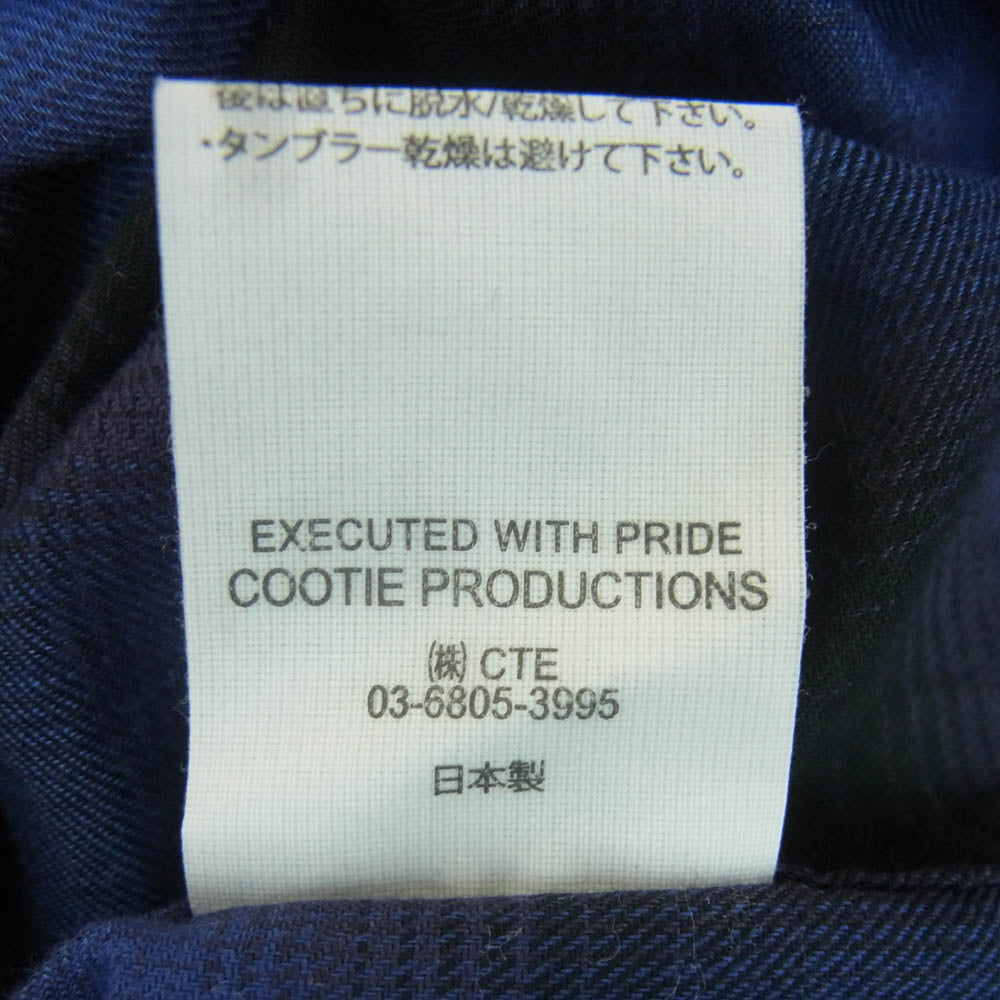 後は直ちに脱水/乾燥して下さい。
・タンブラー乾燥は避けて下さい。
EXECUTED WITH PRIDE
COOTIE PRODUCTIONS
㈱ CTE
03-6805-3995
日本製